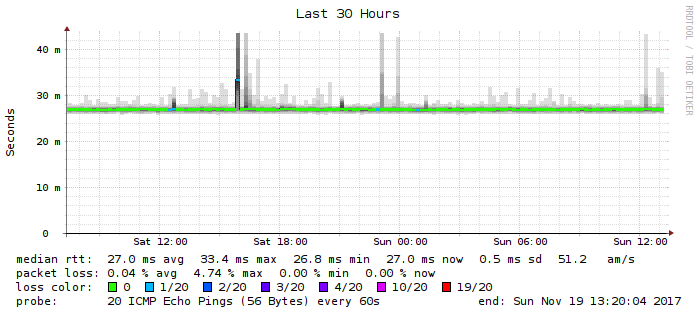 Last 30 Hours
RRDTOOL / TOBI OETIKER
Seconds
40 m
30 m
20 m
10 m
0
Sat 12:00 Sat 18:00 Sun 00:00 Sun 06:00 Sun 12:00
median rtt: 27.0 ms avg 33.4 ms max 26.8 ms min 27.0 ms now 0.5 ms sd 51.2 am/s
packet loss: 0.04 % avg 4.74 % max 0.00 % min 0.00 % now
loss color: 0 1/20 2/20 3/20 4/20 10/20 19/20
probe: 20 ICMP Echo Pings (56 Bytes) every 60s end: Sun Nov 19 13:20:04 2017